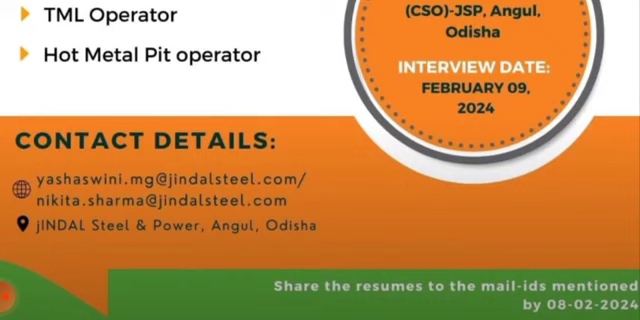 TML Operator
Hot Metal Pit operator
(CSO)-JSP, Angul,
Odisha
INTERVIEW DATE:
FEBRUARY 09,
2024
CONTACT DETAILS:
yashaswini.mg@jindalsteel.com/
nikita.sharma@jindalsteel.com
jINDAL Steel & Power, Angul, Odisha
Share the resumes to the mail-ids mentioned
by 08-02-2024